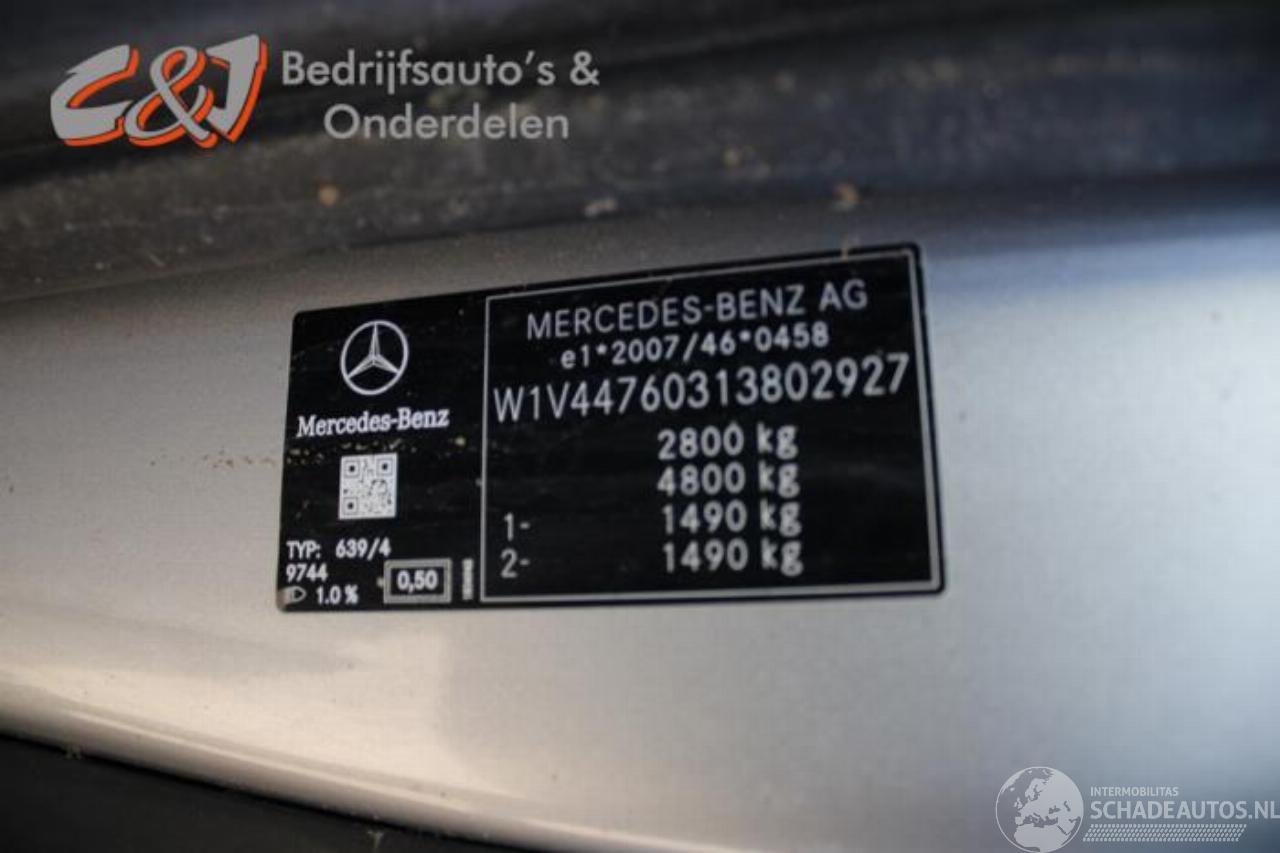 C&J Bedrijfsauto's &
Onderdelen
Mercedes-Benz
TYP: 639/4
9744
1.0 %
0,50
MERCEDES-BENZ AG
e1*2007/46*0458
W1V44760313802927
2800 kg
4800 kg
1- 1490 kg
2- 1490 kg
INTERMOBILITAS
SCHADEAUTOS.NL